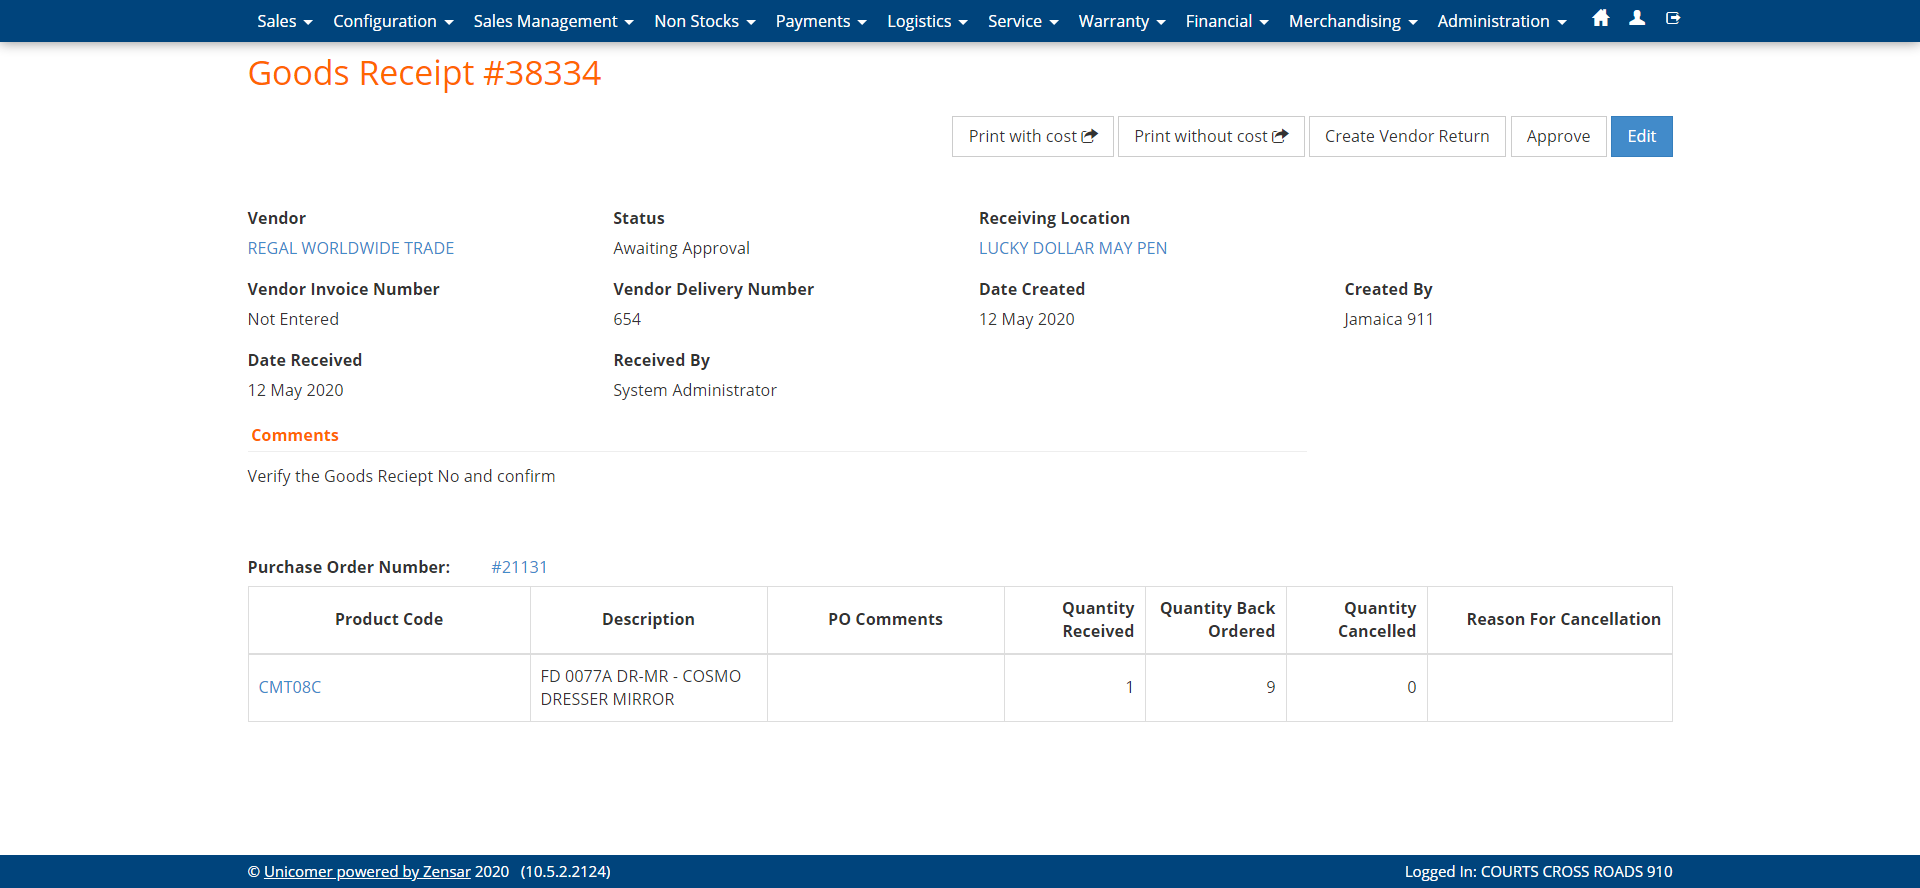 Sales Configuration Sales Management Non Stocks Payments Logistics Service Warranty Financial Merchandising Administration
Goods Receipt #38334
Print with cost Print without cost Create Vendor Return Approve Edit
Vendor Status Receiving Location
REGAL WORLDWIDE TRADE Awaiting Approval LUCKY DOLLAR MAY PEN
Vendor Invoice Number Vendor Delivery Number Date Created Created By
Not Entered 654 12 May 2020 Jamaica 911
Date Received Received By
12 May 2020 System Administrator
Comments
Verify the Goods Reciept No and confirm
Purchase Order Number: #21131
Product Code Description PO Comments Quantity Received Quantity Back Ordered Quantity Cancelled Reason For Cancellation
CMT08C FD 0077A DR-MR - COSMO DRESSER MIRROR 1 9 0
© Unicomer powered by Zensar 2020 (10.5.2.2124) Logged In: COURTS CROSS ROADS 910